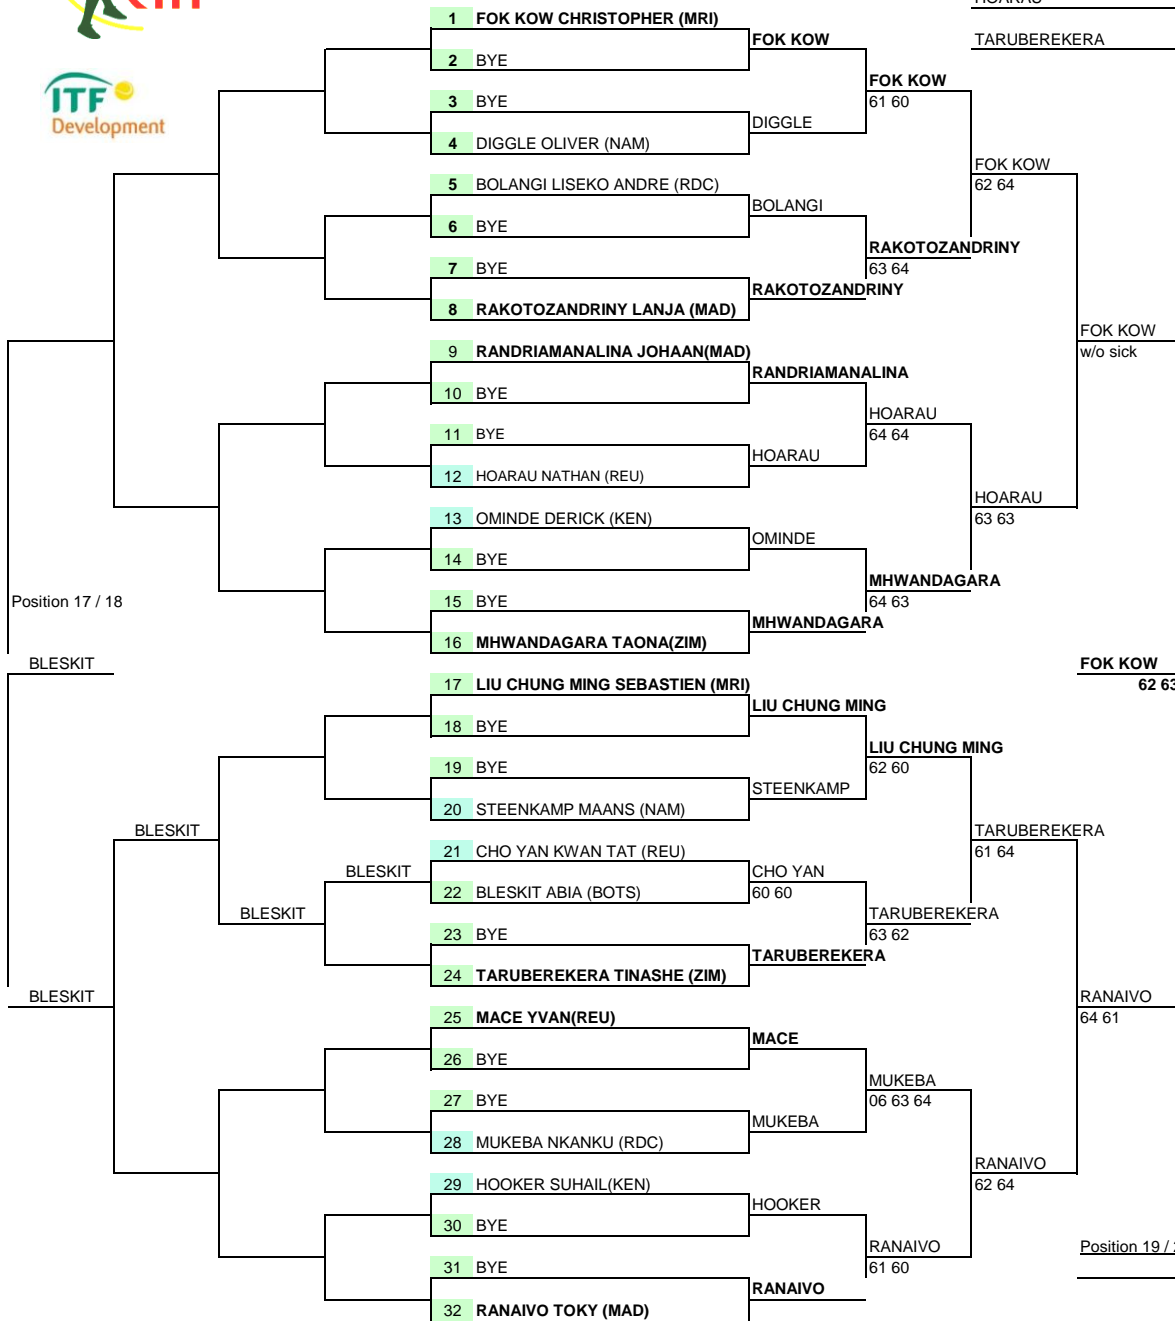 HOARAU
TARUBEREKERA
ITF
Development
1 FOK KOW CHRISTOPHER (MRI)
FOK KOW
2 BYE
FOK KOW
61 60
3 BYE
DIGGLE
4 DIGGLE OLIVER (NAM)
FOK KOW
62 64
5 BOLANGI LISEKO ANDRE (RDC)
BOLANGI
6 BYE
RAKOTOZANDRINY
63 64
7 BYE
RAKOTOZANDRINY
8 RAKOTOZANDRINY LANJA (MAD)
FOK KOW
w/o sick
9 RANDRIAMANALINA JOHAAN(MAD)
RANDRIAMANALINA
10 BYE
HOARAU
64 64
11 BYE
HOARAU
12 HOARAU NATHAN (REU)
HOARAU
63 63
13 OMINDE DERICK (KEN)
OMINDE
14 BYE
MHWANDAGARA
64 63
15 BYE
Position 17 / 18
MHWANDAGARA
16 MHWANDAGARA TAONA(ZIM)
BLESKIT
FOK KOW
62 63
17 LIU CHUNG MING SEBASTIEN (MRI)
LIU CHUNG MING
18 BYE
LIU CHUNG MING
62 60
19 BYE
STEENKAMP
20 STEENKAMP MAANS (NAM)
BLESKIT
TARUBEREKERA
61 64
21 CHO YAN KWAN TAT (REU)
BLESKIT
CHO YAN
60 60
22 BLESKIT ABIA (BOTS)
BLESKIT
TARUBEREKERA
63 62
23 BYE
TARUBEREKERA
24 TARUBEREKERA TINASHE (ZIM)
BLESKIT
RANAIVO
64 61
25 MACE YVAN(REU)
MACE
26 BYE
MUKEBA
06 63 64
27 BYE
MUKEBA
28 MUKEBA NKANKU (RDC)
RANAIVO
62 64
29 HOOKER SUHAIL(KEN)
HOOKER
30 BYE
RANAIVO
61 60
Position 19 /
31 BYE
RANAIVO
32 RANAIVO TOKY (MAD)